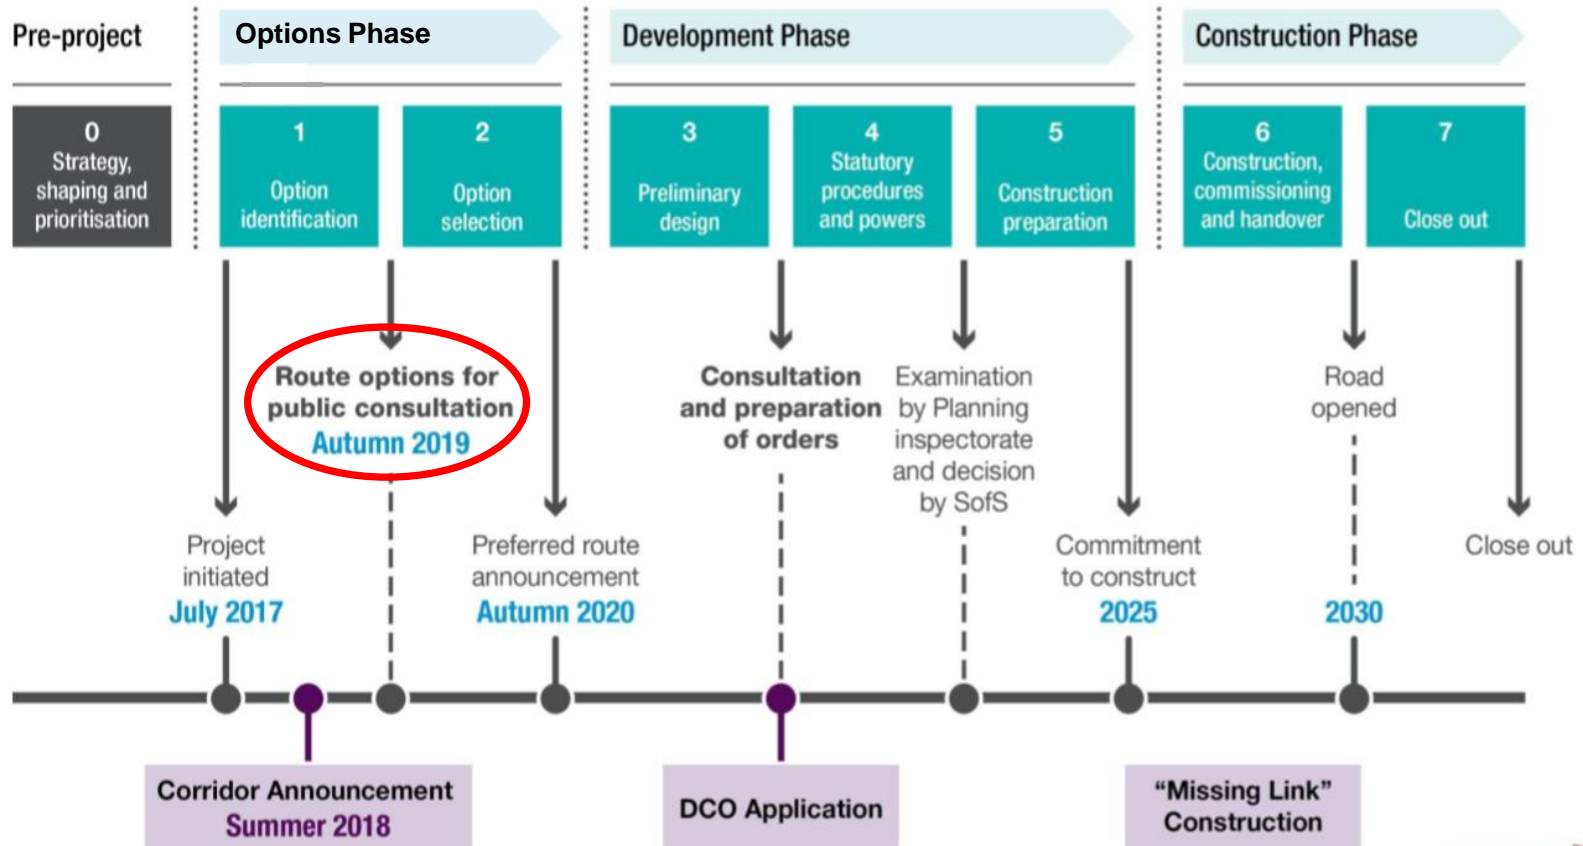 Pre-project
Options Phase
Development Phase
Construction Phase
0
Strategy,
shaping and
prioritisation
1
Option
identification
2
Option
selection
3
Preliminary
design
4
Statutory
procedures
and powers
5
Construction
preparation
6
Construction,
commissioning
and handover
7
Close out
Route options for
public consultation
Autumn 2019
Consultation
and preparation
of orders
Examination
by Planning
inspectorate
and decision
by SofS
Road
opened
Project
initiated
July 2017
Preferred route
announcement
Autumn 2020
Commitment
to construct
2025
2030
Close out
Corridor Announcement
Summer 2018
DCO Application
“Missing Link”
Construction